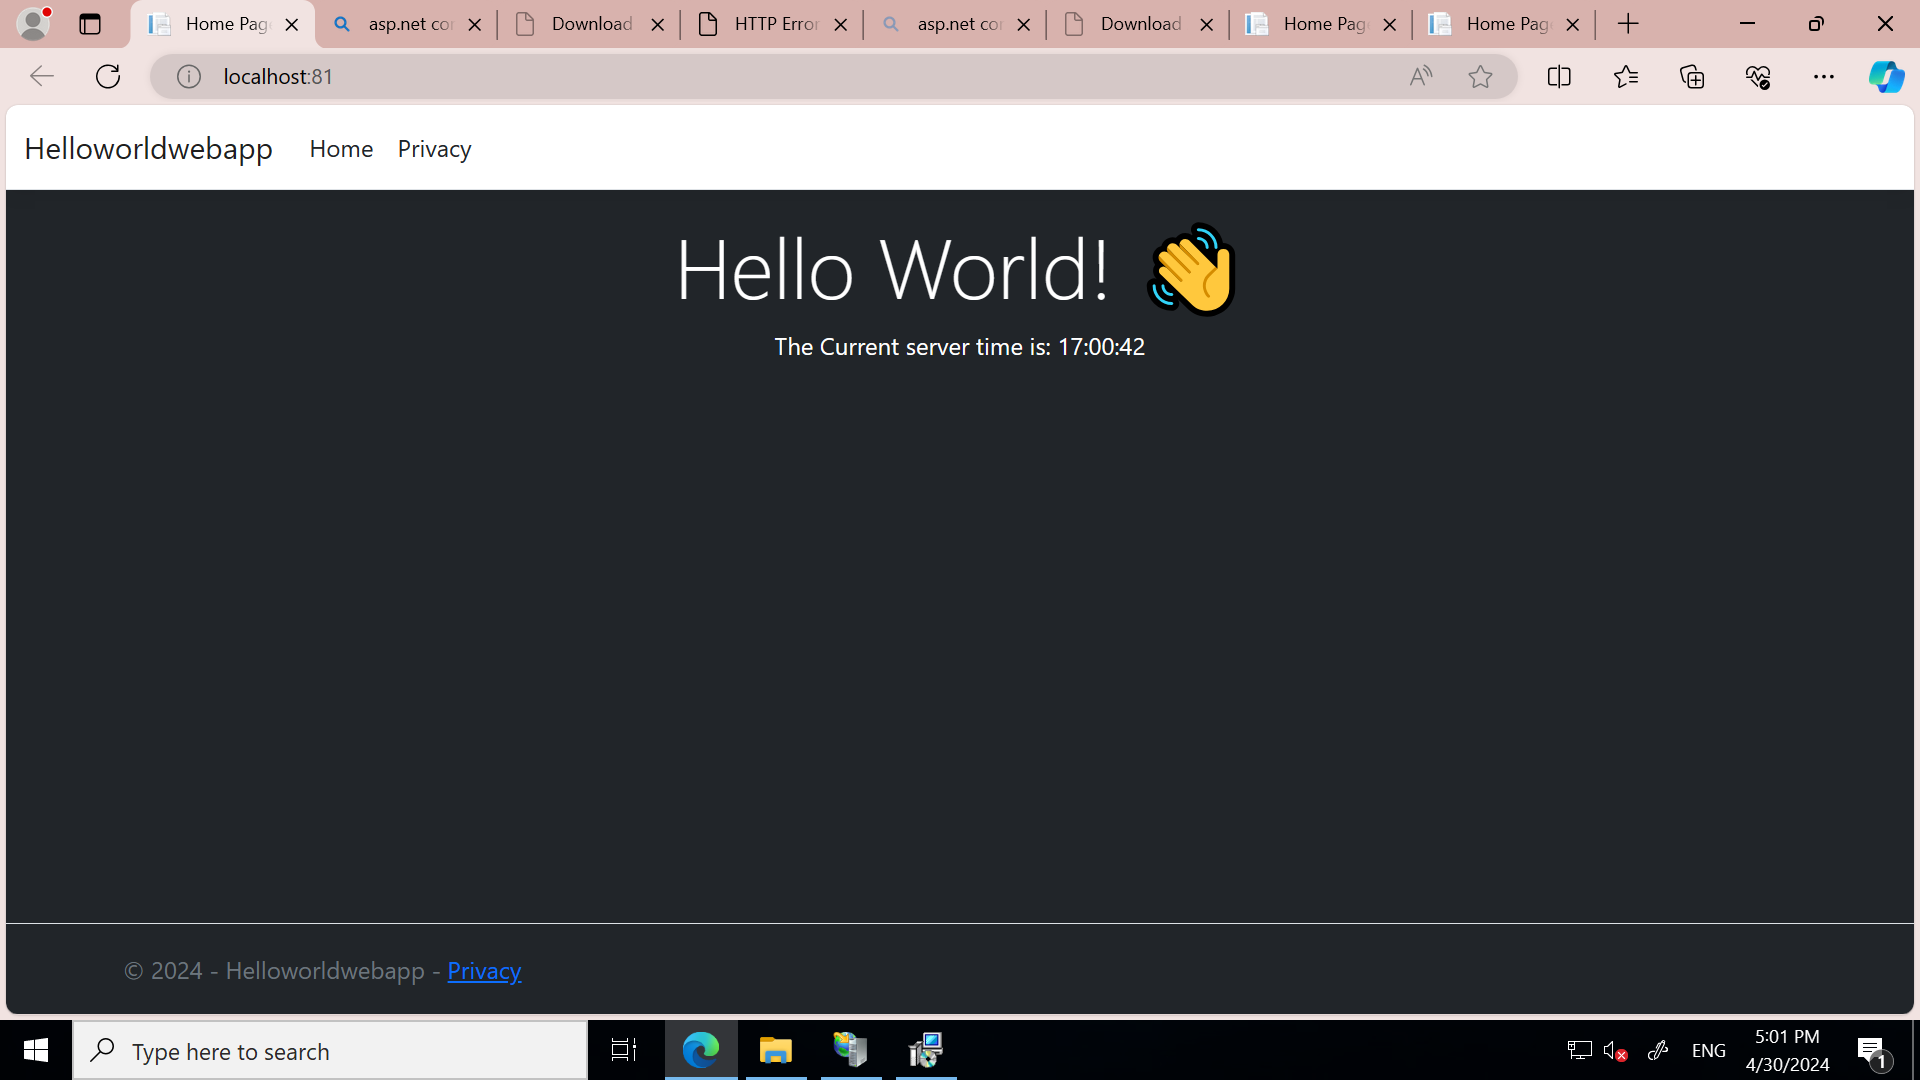 Home Pag
asp.net cor
Download
HTTP Error
asp.net cor
Download
Home Pag
Home Pag
localhost:81
Helloworldwebapp Home Privacy
Hello World! 👋
The Current server time is: 17:00:42
© 2024 - Helloworldwebapp - Privacy
Type here to search
ENG
5:01 PM
4/30/2024
1